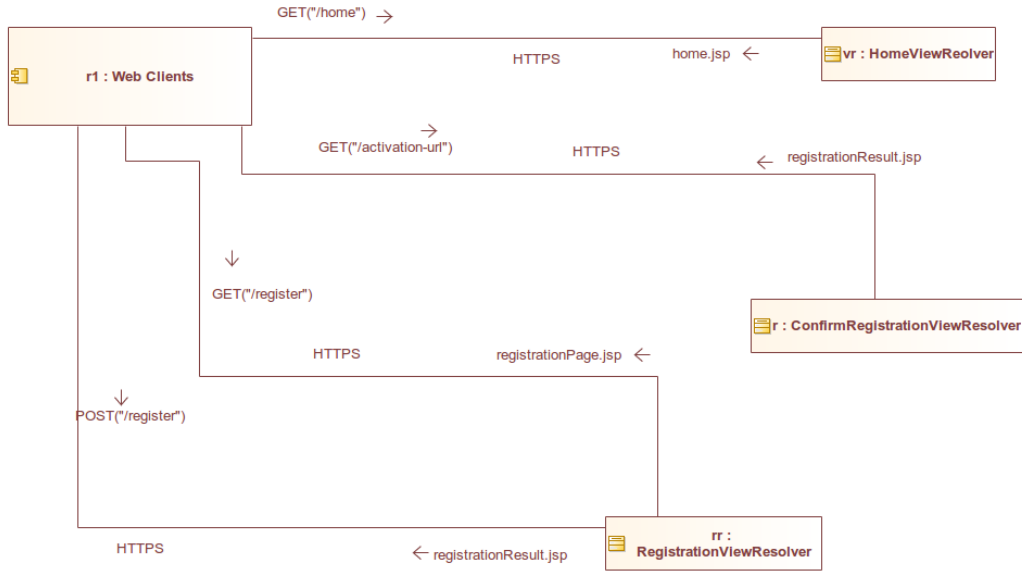 GET("/home")
r1 : Web Clients
HTTPS
home.jsp
vr : HomeViewReolver
GET("/activation-url")
HTTPS
registrationResult.jsp
GET("/register")
r : ConfirmRegistrationViewResolver
HTTPS
registrationPage.jsp
POST("/register")
HTTPS
registrationResult.jsp
rr :
RegistrationViewResolver